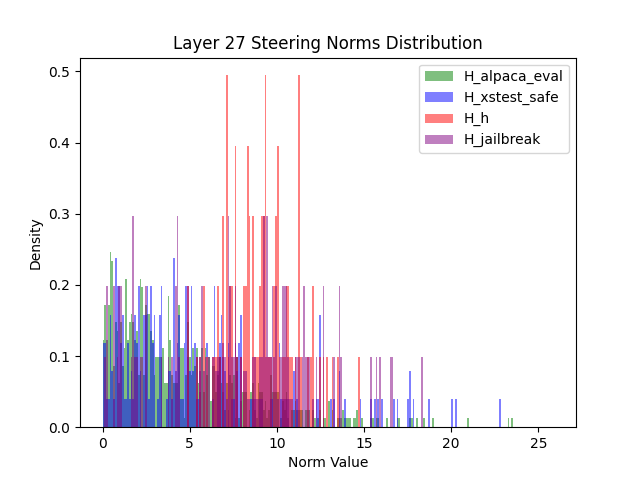 Layer 27 Steering Norms Distribution
H_alpaca_eval
H_xstest_safe
H_h
H_jailbreak
0.5
0.4
0.3
0.2
0.1
0.0
Density
0
5
10
15
20
25
Norm Value